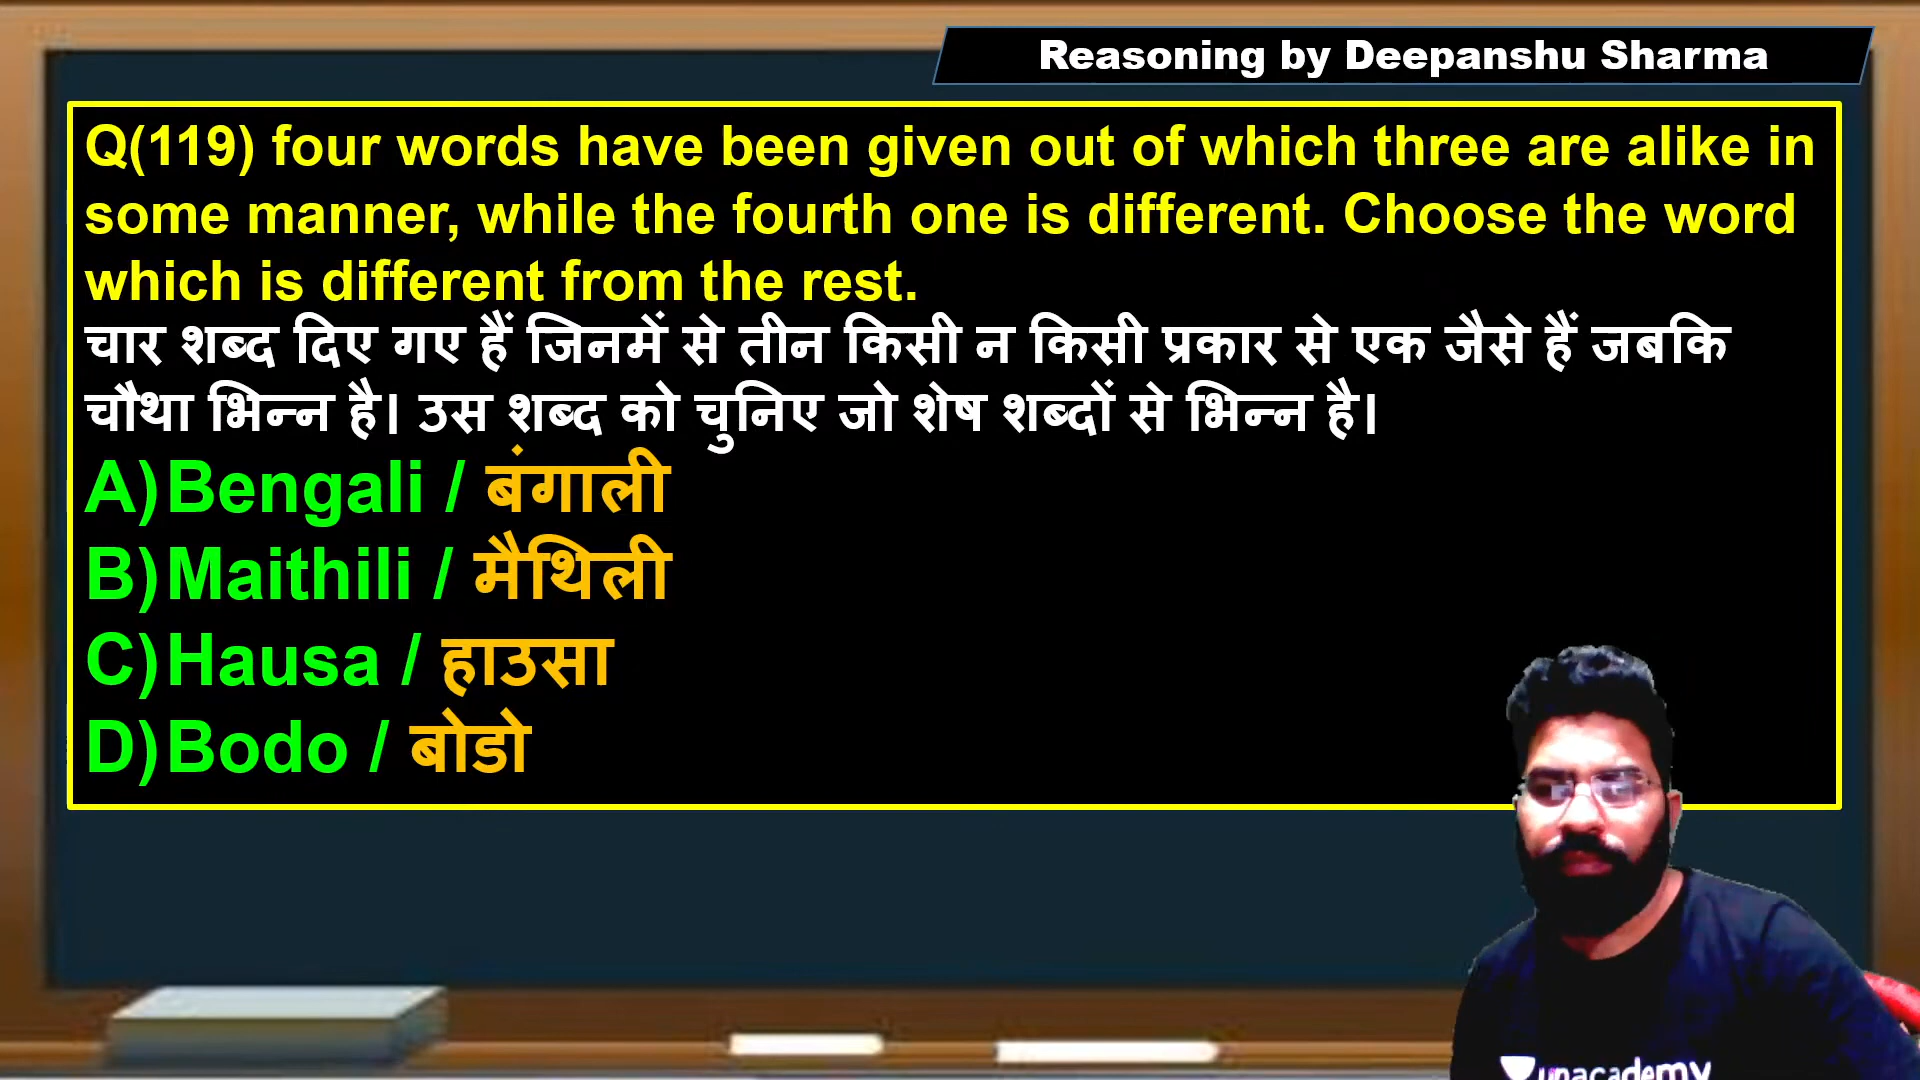 Reasoning by Deepanshu Sharma
Q(119) four words have been given out of which three are alike in
some manner, while the fourth one is different. Choose the word
which is different from the rest.
चार शब्द दिए गए हैं जिनमें से तीन किसी न किसी प्रकार से एक जैसे हैं जबकि
चौथा भिन्न है। उस शब्द को चुनिए जो शेष शब्दों से भिन्न है।
A) Bengali / बंगाली
B) Maithili / मैथिली
C) Hausa / हाउसा
D) Bodo / बोडो
unacademy